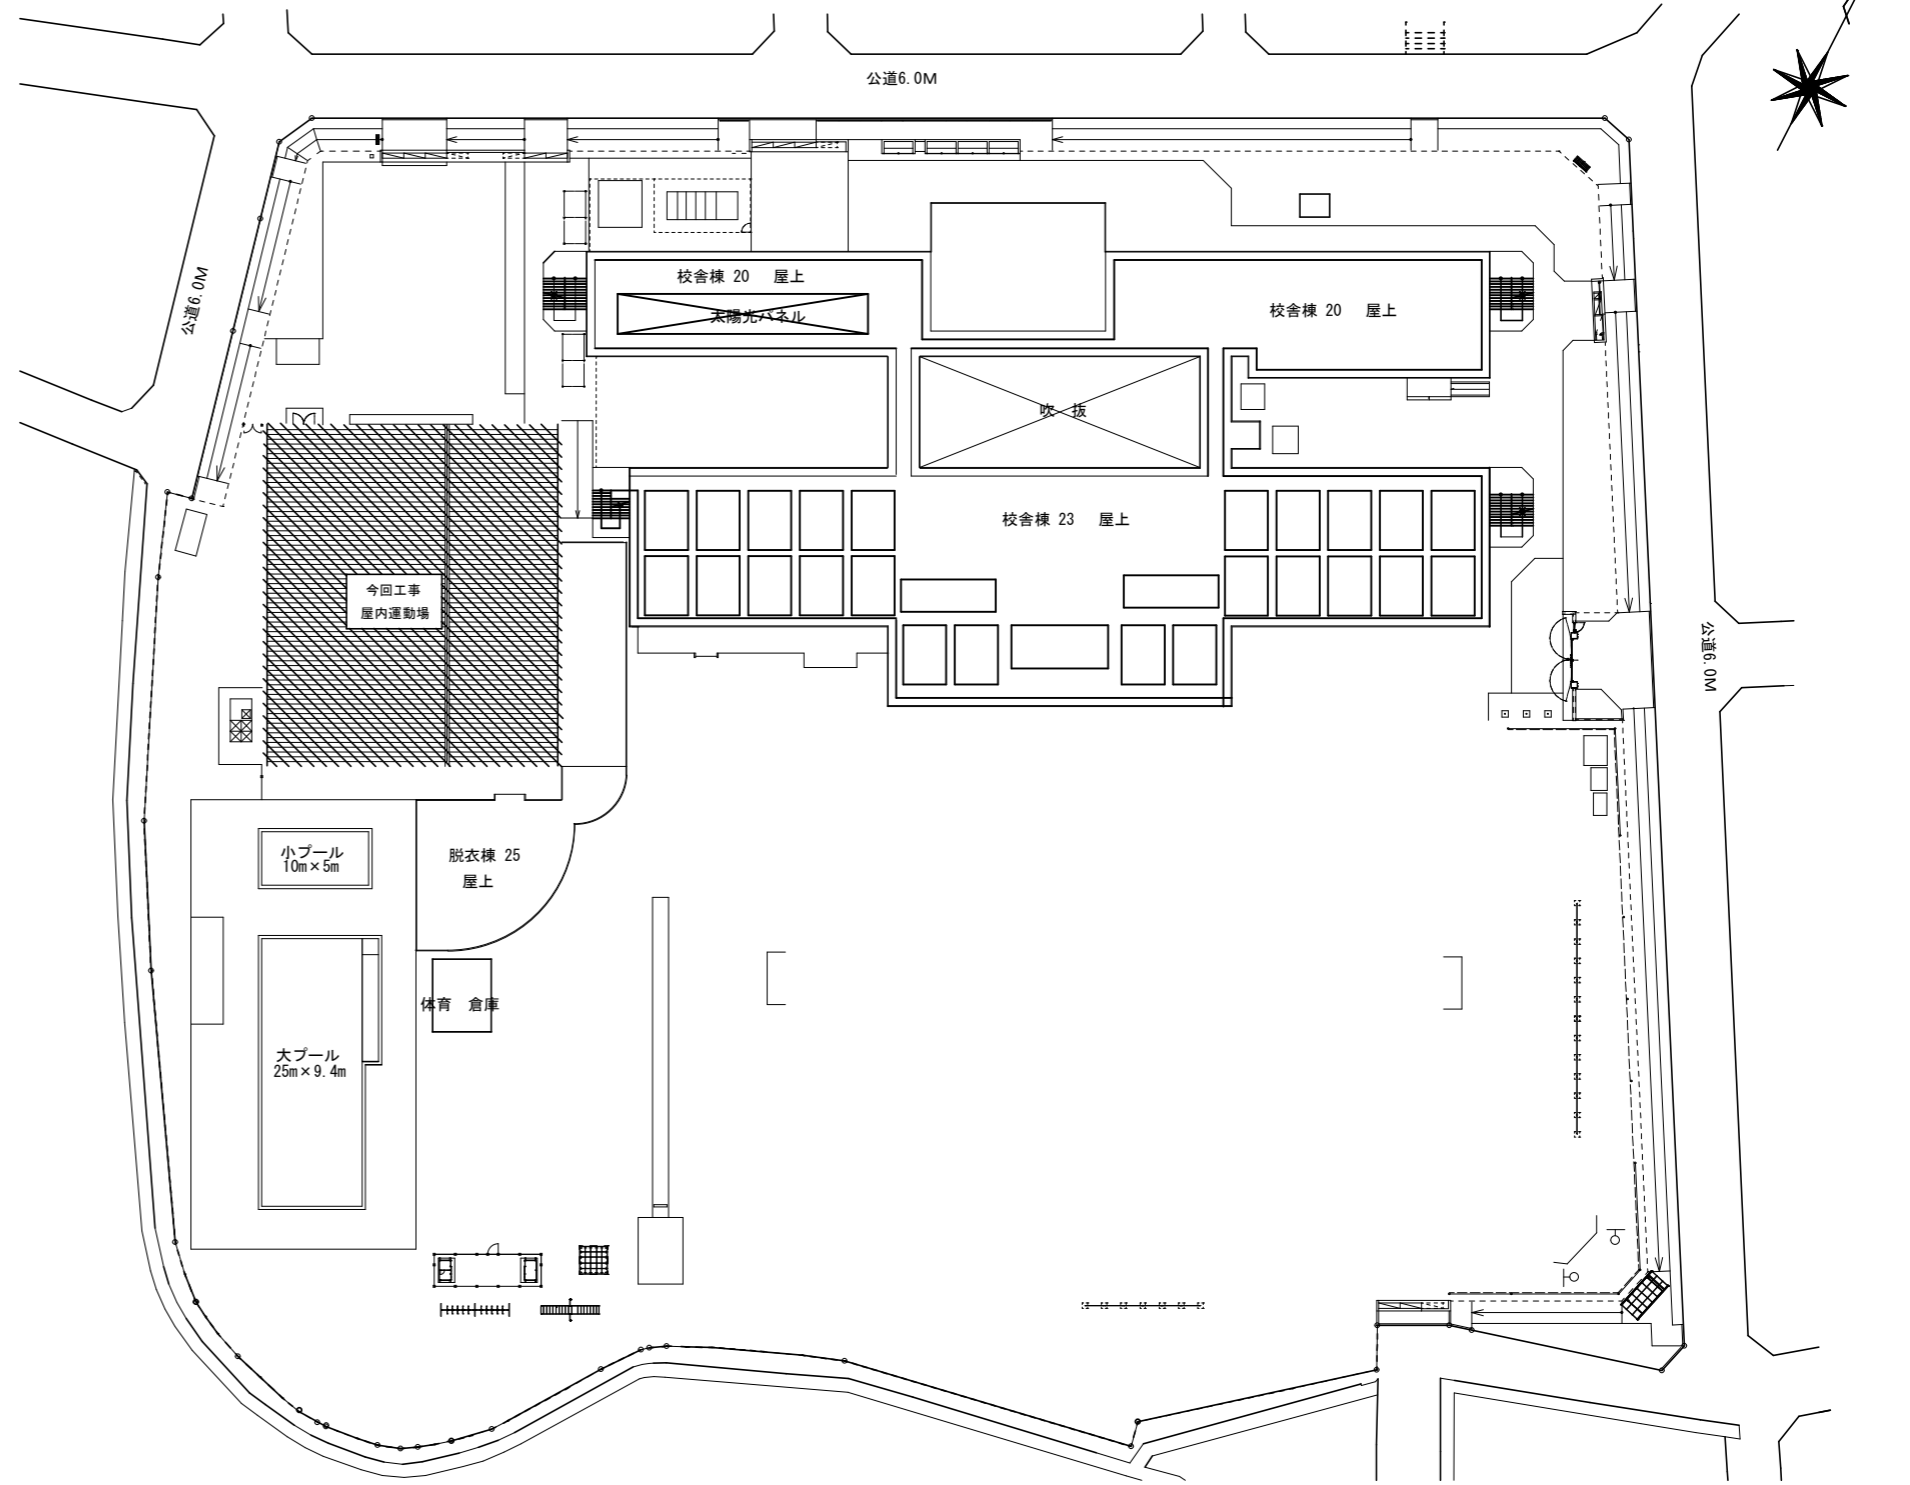 公道6.0M
公道6.0M
校舎棟 20 屋上
太陽光パネル
校舎棟 20 屋上
吹 抜
校舎棟 23 屋上
今回工事
屋内運動場
公道6.0M
小プール
10m×5m
脱衣棟 25
屋上
体育 倉庫
大プール
25m×9.4m